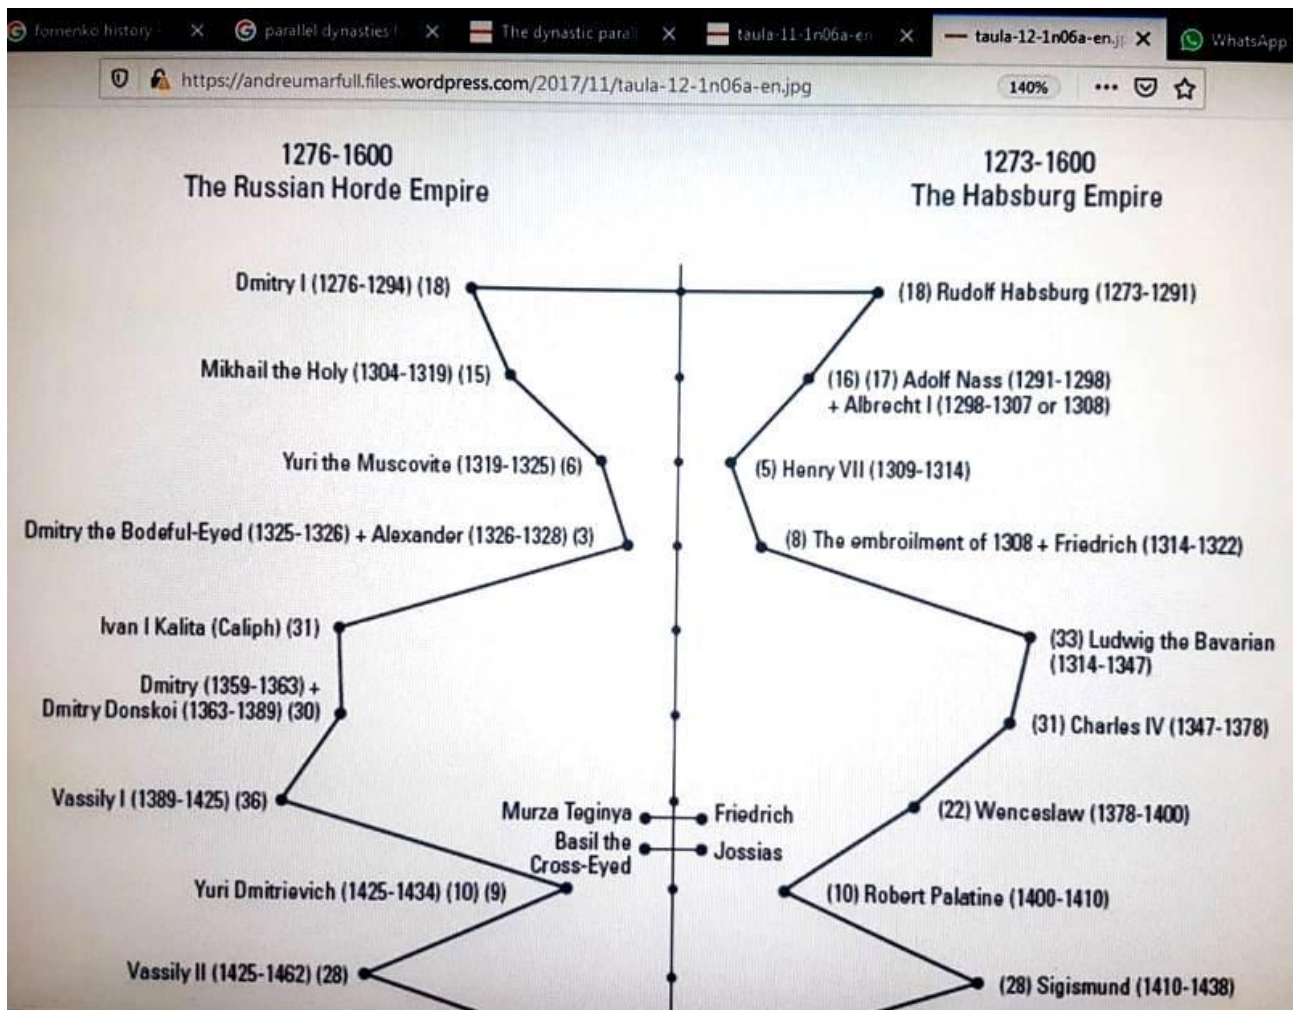 fomenko history
parallel dynasties
The dynastic paral
taula-11-1n06a-en
taula-12-1n06a-en.j
WhatsApp
https://andreumarfull.files.wordpress.com/2017/11/taula-12-1n06a-en.jpg
140%
1276-1600
The Russian Horde Empire
1273-1600
The Habsburg Empire
Dmitry I (1276-1294) (18)
(18) Rudolf Habsburg (1273-1291)
Mikhail the Holy (1304-1319) (15)
(16) (17) Adolf Nass (1291-1298)
+ Albrecht I (1298-1307 or 1308)
Yuri the Muscovite (1319-1325) (6)
(5) Henry VII (1309-1314)
Dmitry the Bodeful-Eyed (1325-1326) + Alexander (1326-1328) (3)
(8) The embroilment of 1308 + Friedrich (1314-1322)
Ivan I Kalita (Caliph) (31)
(33) Ludwig the Bavarian
(1314-1347)
Dmitry (1359-1363) +
Dmitry Donskoi (1363-1389) (30)
(31) Charles IV (1347-1378)
Vassily I (1389-1425) (36)
(22) Wenceslaw (1378-1400)
Murza Teginya
Friedrich
Basil the
Cross-Eyed
Jossias
Yuri Dmitrievich (1425-1434) (10) (9)
(10) Robert Palatine (1400-1410)
Vassily II (1425-1462) (28)
(28) Sigismund (1410-1438)